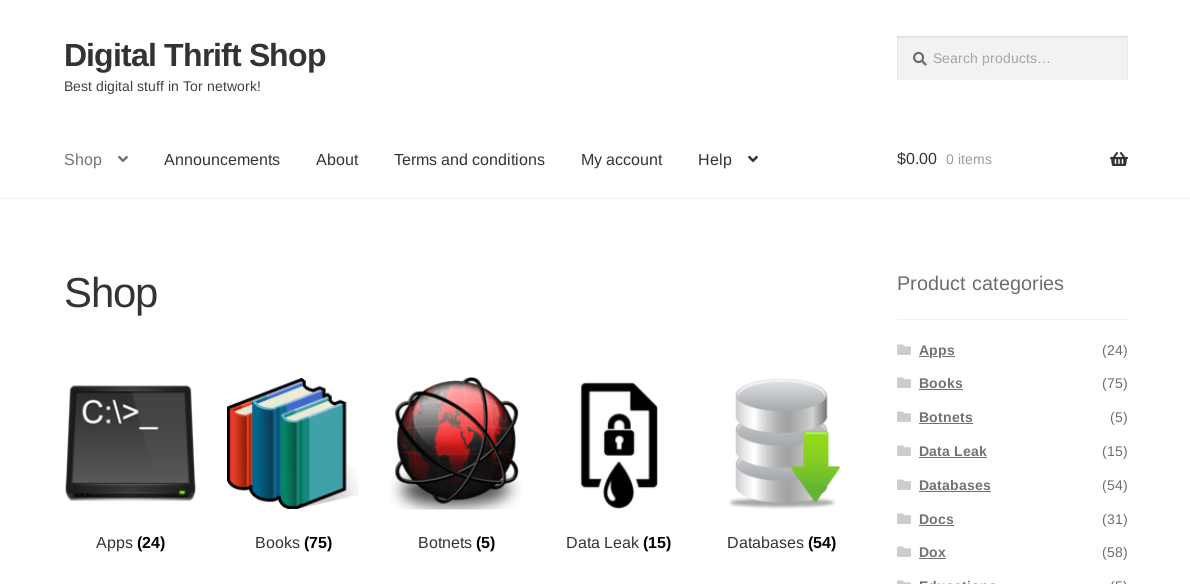 Digital Thrift Shop
Best digital stuff in Tor network!
Search products…
Shop Announcements About Terms and conditions My account Help
$0.00 0 items
Shop
C:\>_
Apps (24) Books (75) Botnets (5) Data Leak (15) Databases (54)
Product categories
Apps (24)
Books (75)
Botnets (5)
Data Leak (15)
Databases (54)
Docs (31)
Dox (58)
Educations (5)